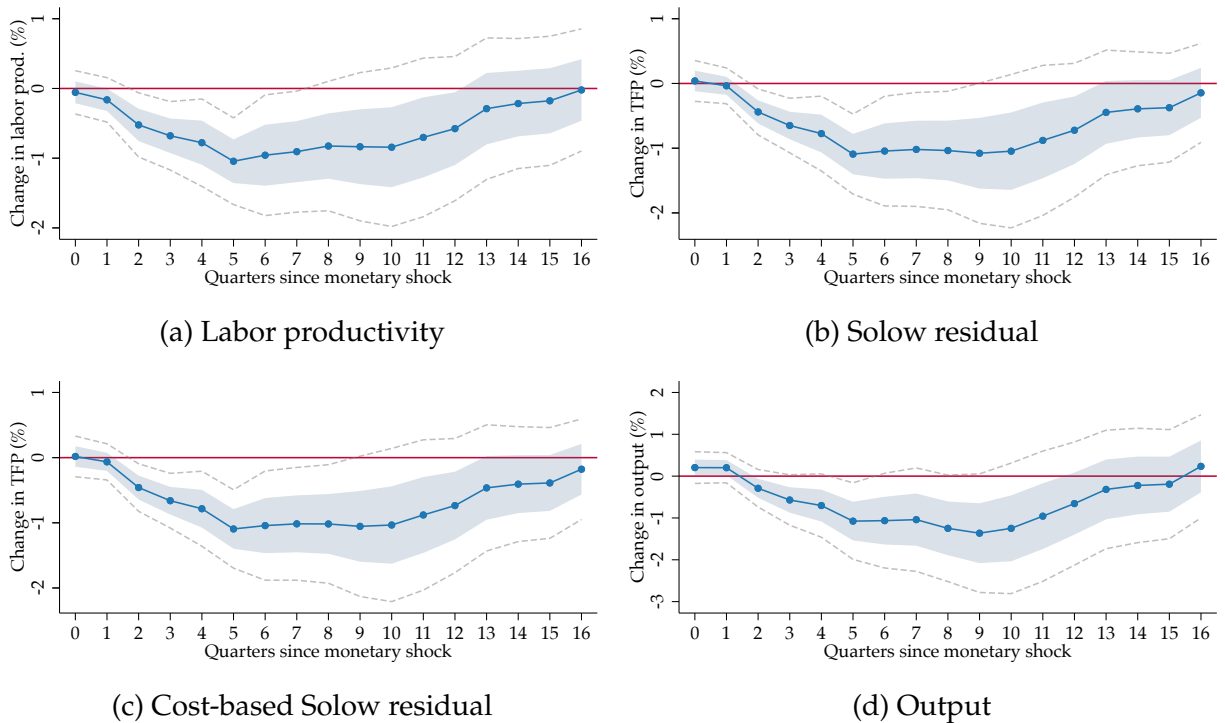 Change in labor prod. (%)
1
0
-1
-2
0 1 2 3 4 5 6 7 8 9 10 11 12 13 14 15 16
Quarters since monetary shock
(a) Labor productivity
Change in TFP (%)
1
0
-1
-2
0 1 2 3 4 5 6 7 8 9 10 11 12 13 14 15 16
Quarters since monetary shock
(b) Solow residual
Change in TFP (%)
1
0
-1
-2
0 1 2 3 4 5 6 7 8 9 10 11 12 13 14 15 16
Quarters since monetary shock
(c) Cost-based Solow residual
Change in output (%)
2
1
0
-1
-2
-3
0 1 2 3 4 5 6 7 8 9 10 11 12 13 14 15 16
Quarters since monetary shock
(d) Output